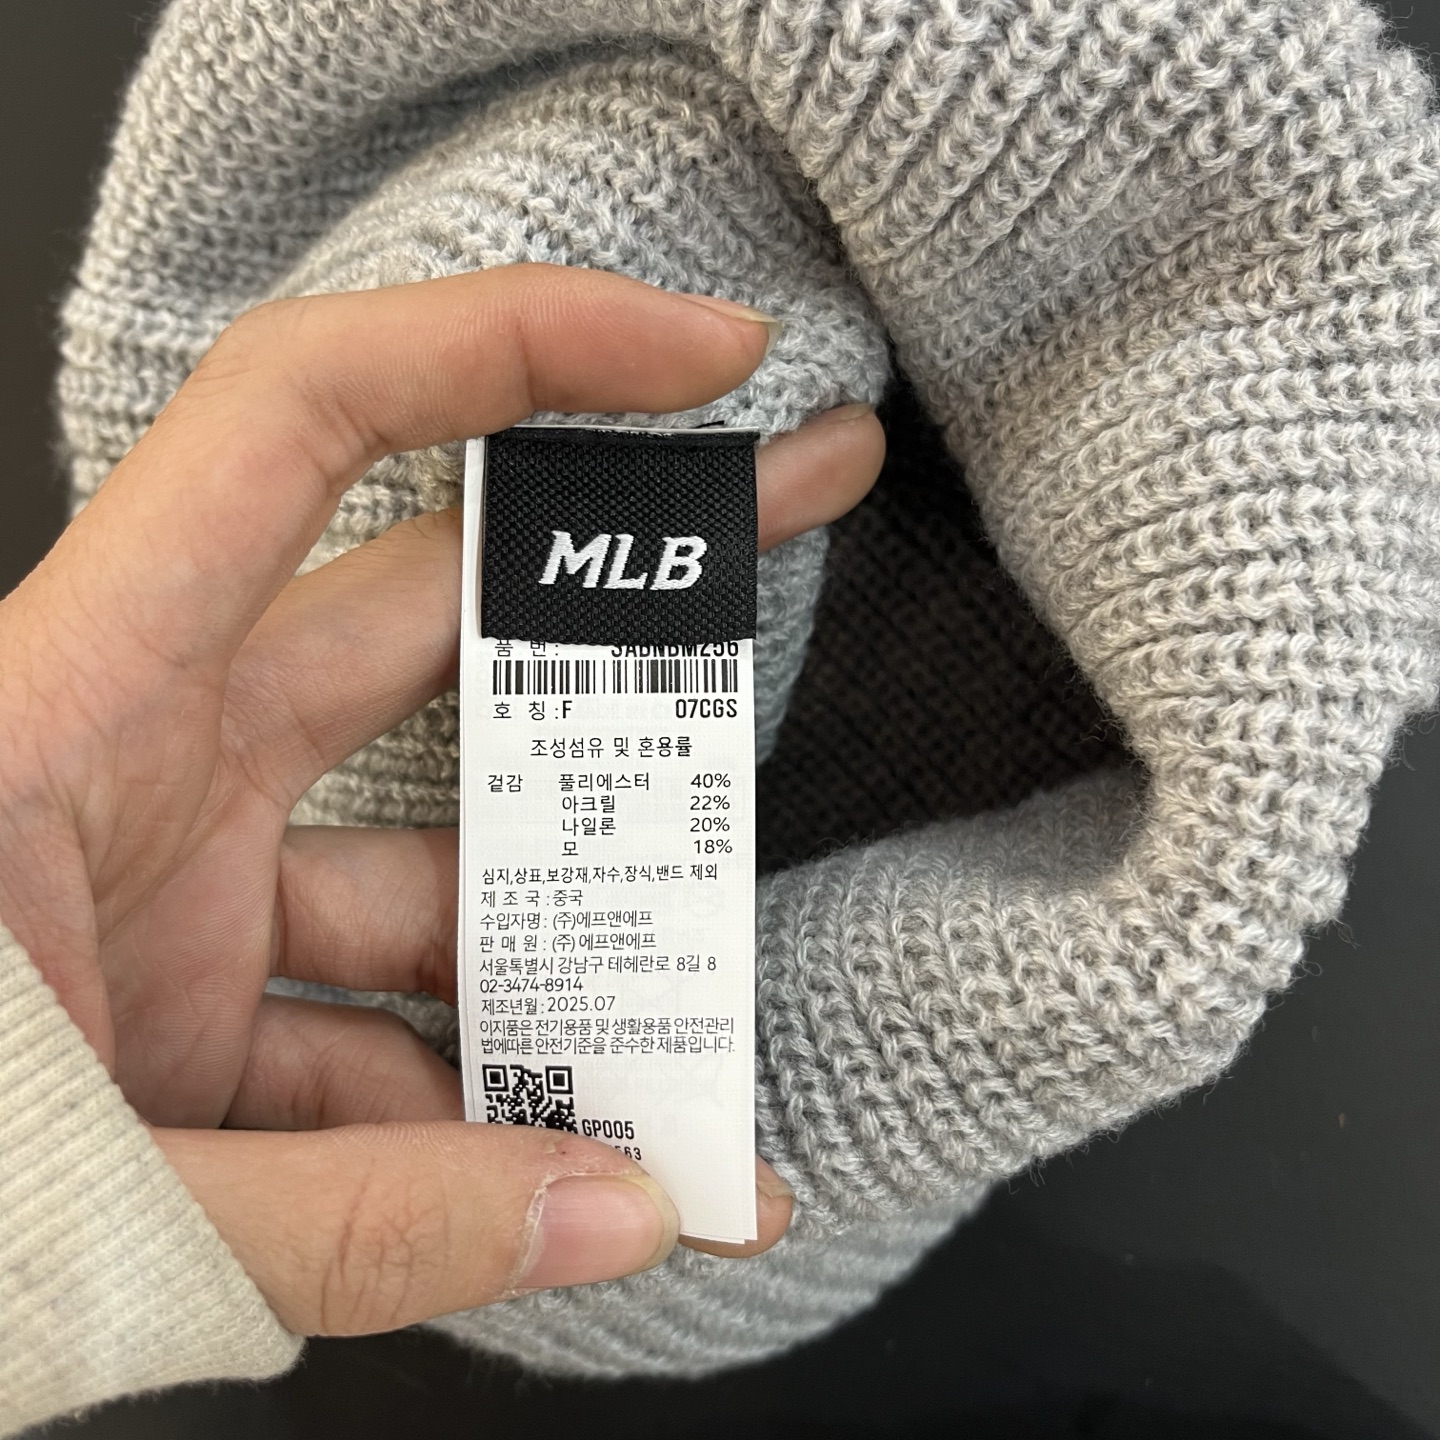 MLB
품 번 : 3ABNBM256
호 칭 : F 07CGS
조성섬유 및 혼용률
겉감 폴리에스터 40%
아크릴 22%
나일론 20%
모 18%
심지,상표,보강재,자수,장식,밴드 제외
제 조 국 : 중국
수입자명 : (주)에프앤에프
판 매 원 : (주)에프앤에프
서울특별시 강남구 테헤란로 8길 8
02-3474-8914
제조년월 : 2025.07
이제품은 전기용품 및 생활용품 안전관리
법에따른 안전기준을 준수한 제품입니다.
GP005
563